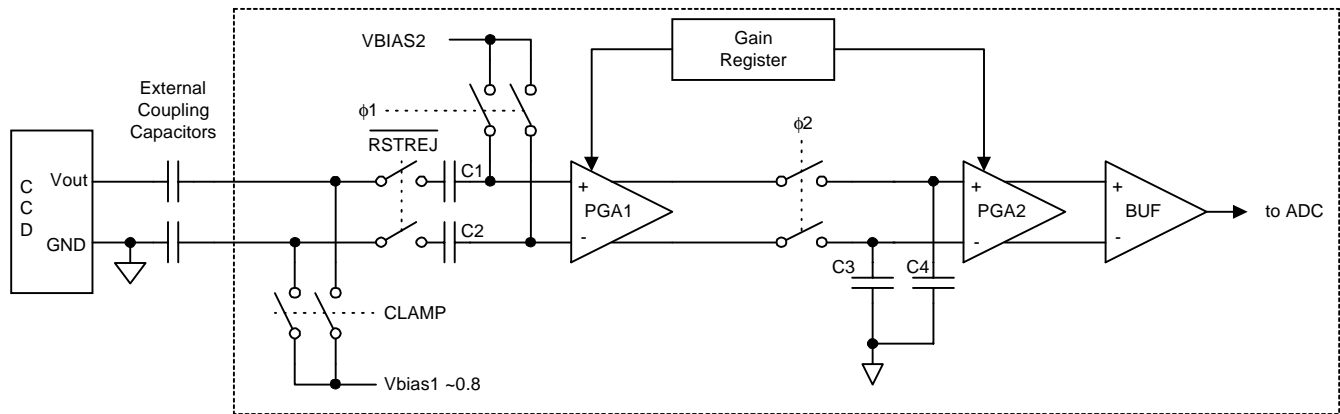 VBIAS2
Gain
Register
External
Coupling
Capacitors
ϕ1
RSTREJ
ϕ2
CCD
Vout
GND
C1
C2
+
PGA1
-
C3
C4
+
PGA2
-
+
BUF
-
to ADC
CLAMP
Vbias1 ~0.8